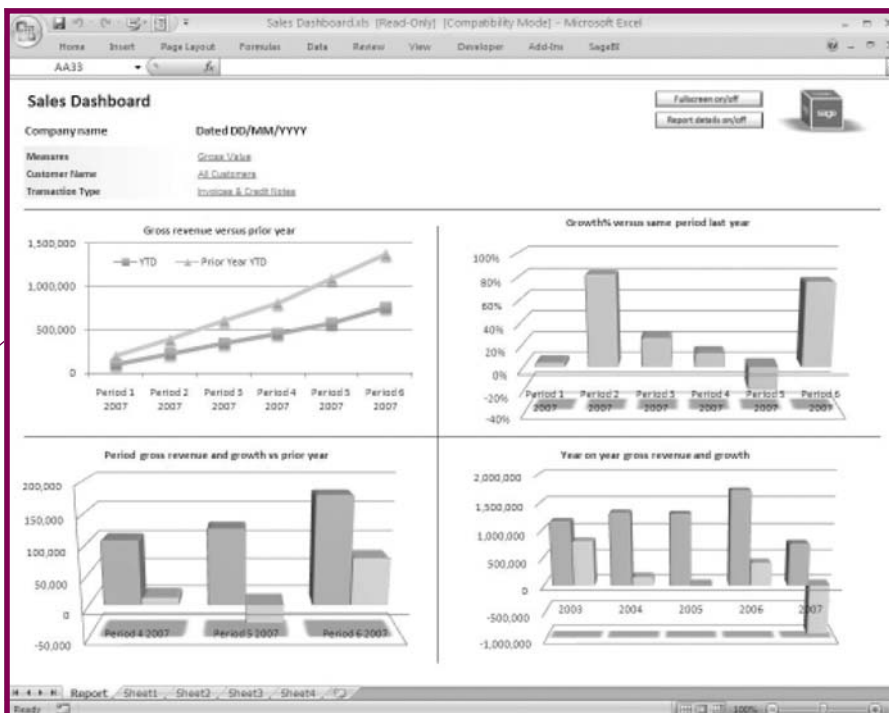 Sales Dashboard.xls [Read-Only] [Compatibility Mode] - Microsoft Excel
Home Insert Page Layout Formulas Data Review View Developer Add-Ins SageBI
AA33 fx
Sales Dashboard
Fullscreen on/off
Report details on/off
sage
Company name Dated DD/MM/YYYY
Measures Gross Value
Customer Name All Customers
Transaction Type Invoices & Credit Notes
Gross revenue versus prior year
1,500,000
YTD Prior Year YTD
1,000,000
500,000
0
Period 1 Period 2 Period 3 Period 4 Period 5 Period 6
2007 2007 2007 2007 2007 2007
Growth% versus same period last year
100%
80%
60%
40%
20%
0%
-20%
-40%
Period 1 Period 2 Period 3 Period 4 Period 5 Period 6
2007 2007 2007 2007 2007 2007
Period gross revenue and growth vs prior year
200,000
150,000
100,000
50,000
0
-50,000
Period 4 2007 Period 5 2007 Period 6 2007
Year on year gross revenue and growth
2,000,000
1,500,000
1,000,000
500,000
0
-500,000
-1,000,000
2003 2004 2005 2006 2007
Report Sheet1 Sheet2 Sheet3 Sheet4
Ready 100%